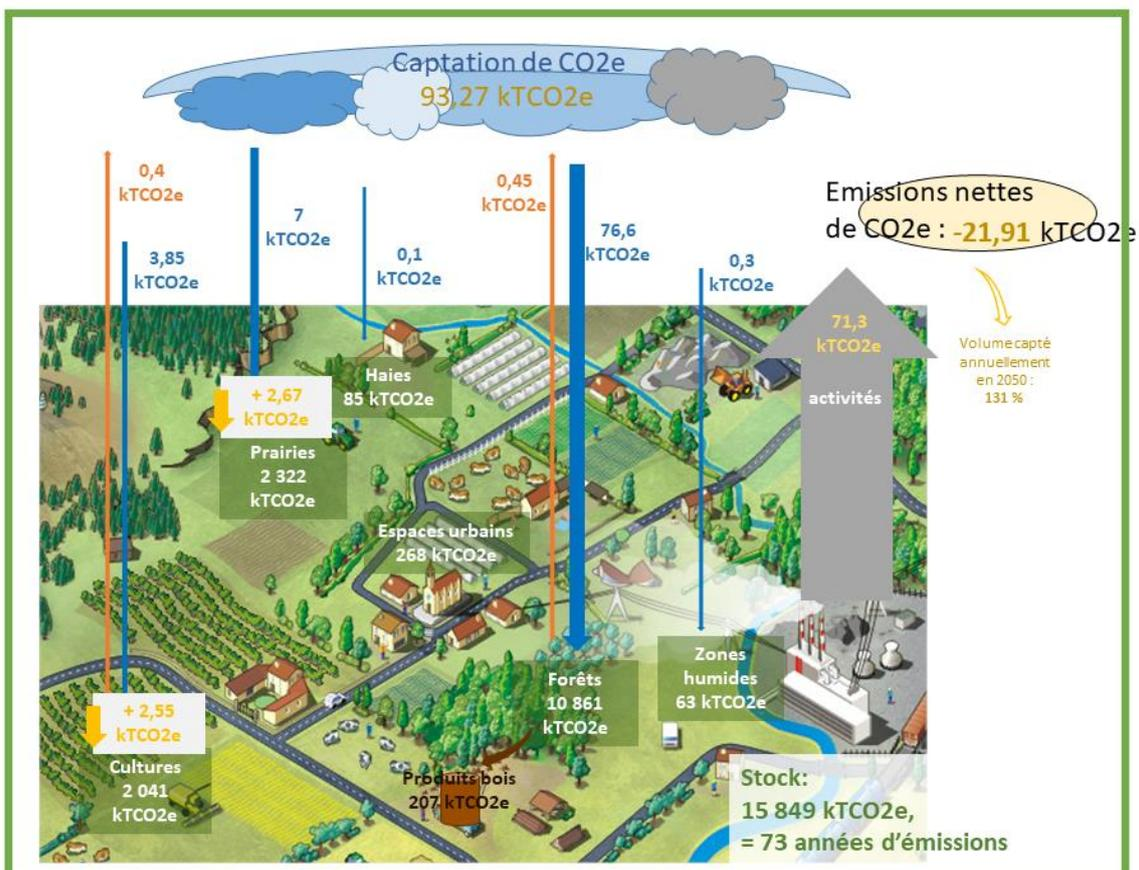 Captation de CO2e
93,27 kTCO2e
0,4
kTCO2e
3,85
kTCO2e
7
kTCO2e
0,1
kTCO2e
0,45
kTCO2e
76,6
kTCO2e
0,3
kTCO2e
Emissions nettes
de CO2e : -21,91 kTCO2e
71,3
kTCO2e
activités
Volume capté
annuellement
en 2050 :
131 %
Haies
85 kTCO2e
+ 2,67
kTCO2e
Prairies
2 322
kTCO2e
Espaces urbains
268 kTCO2e
Forêts
10 861
kTCO2e
Zones
humides
63 kTCO2e
+ 2,55
kTCO2e
Cultures
2 041
kTCO2e
Produits bois
207 kTCO2e
Stock:
15 849 kTCO2e,
= 73 années d’émissions